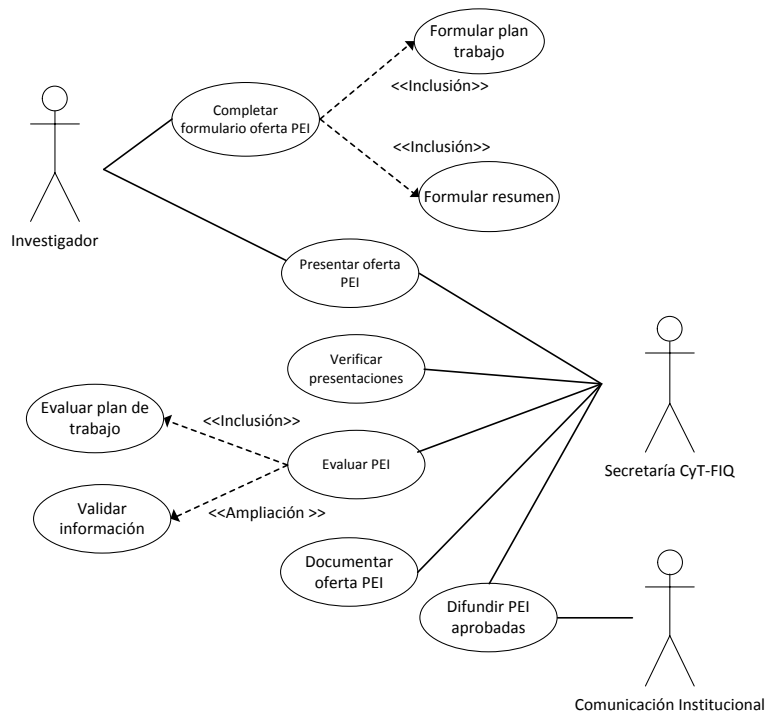 Formular plan
trabajo
<<Inclusión>>
Completar
formulario oferta PEI
<<Inclusión>>
Formular resumen
Investigador
Presentar oferta
PEI
Verificar
presentaciones
Evaluar plan de
trabajo
<<Inclusión>>
Evaluar PEI
Secretaría CyT-FIQ
Validar
información
<<Ampliación >>
Documentar
oferta PEI
Difundir PEI
aprobadas
Comunicación Institucional